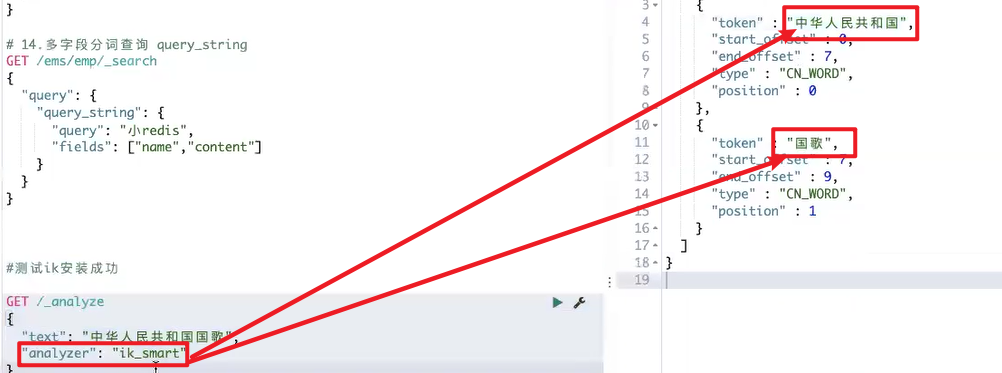 }
# 14.多字段分词查询 query_string
GET /ems/emp/_search
{
  "query": {
    "query_string": {
      "query": "小redis",
      "fields": ["name","content"]
    }
  }
}
#测试ik安装成功
GET /_analyze
{
  "text": "中华人民共和国国歌",
  "analyzer": "ik_smart"
}
3 {
4 "token" : "中华人民共和国",
5 "start_offset" : 0,
6 "end_offset" : 7,
7 "type" : "CN_WORD",
8 "position" : 0
9 },
10 {
11 "token" : "国歌",
12 "start_offset" : 7,
13 "end_offset" : 9,
14 "type" : "CN_WORD",
15 "position" : 1
16 }
17 ]
18 }
19